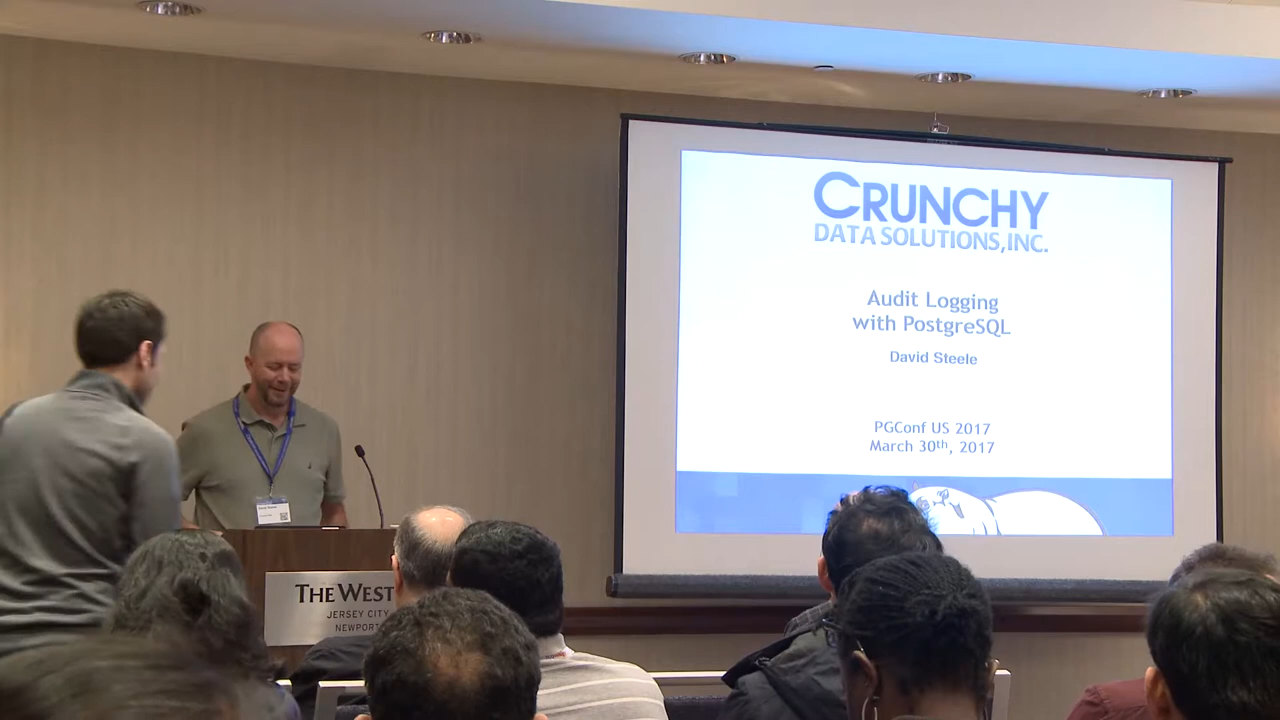 CRUNCHY
DATA SOLUTIONS, INC.
Audit Logging
with PostgreSQL
David Steele
PGConf US 2017
March 30th, 2017
THE WEST
JERSEY CITY
NEWPORT